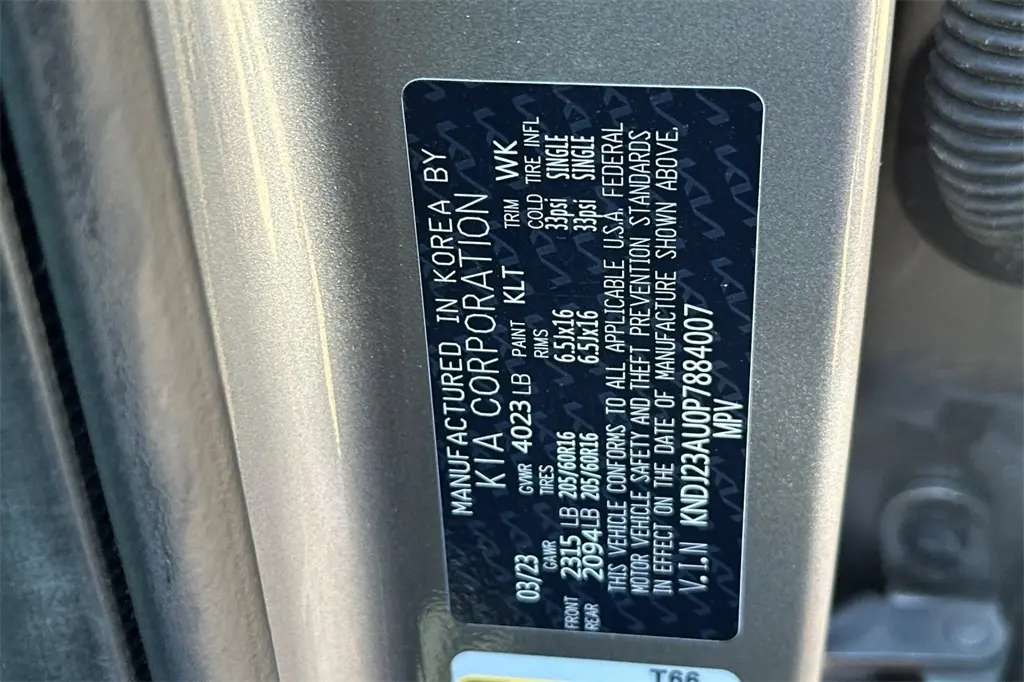 MANUFACTURED IN KOREA BY
KIA CORPORATION
03/23 GVWR 4023 LB PAINT KLT TRIM WK
GAWR TIRES RIMS COLD TIRE INFL
FRONT 2315 LB 205/60R16 6.5Jx16 33psi SINGLE
REAR 2094LB 205/60R16 6.5Jx16 33psi SINGLE
THIS VEHICLE CONFORMS TO ALL APPLICABLE U.S.A. FEDERAL
MOTOR VEHICLE SAFETY AND THEFT PREVENTION STANDARDS
IN EFFECT ON THE DATE OF MANUFACTURE SHOWN ABOVE.
V.I.N KNDJ23AU0P7884007
MPV
T66